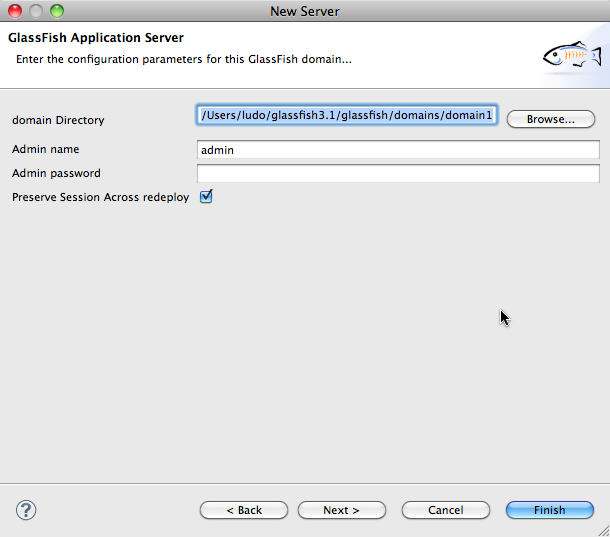 New Server
GlassFish Application Server
Enter the configuration parameters for this GlassFish domain...
domain Directory /Users/ludo/glassfish3.1/glassfish/domains/domain1 Browse...
Admin name admin
Admin password
Preserve Session Across redeploy
? < Back Next > Cancel Finish